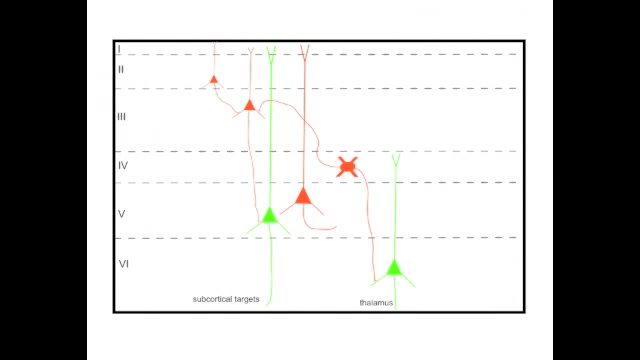 I
II
III
IV
V
VI
subcortical targets
thalamus